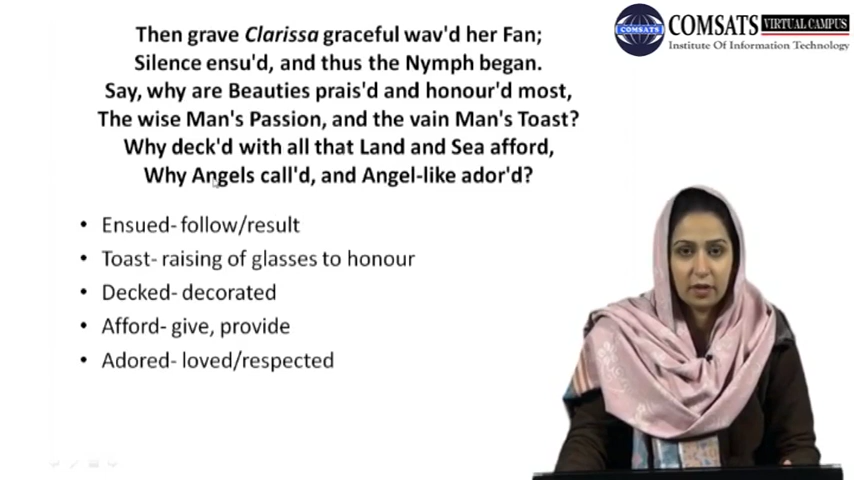 Then grave Clarissa graceful wav'd her Fan;
Silence ensu'd, and thus the Nymph began.
Say, why are Beauties prais'd and honour'd most,
The wise Man's Passion, and the vain Man's Toast?
Why deck'd with all that Land and Sea afford,
Why Angels call'd, and Angel-like ador'd?
• Ensued- follow/result
• Toast- raising of glasses to honour
• Decked- decorated
• Afford- give, provide
• Adored- loved/respected
COMSATS
COMSATS VIRTUAL CAMPUS
Institute Of Information Technology